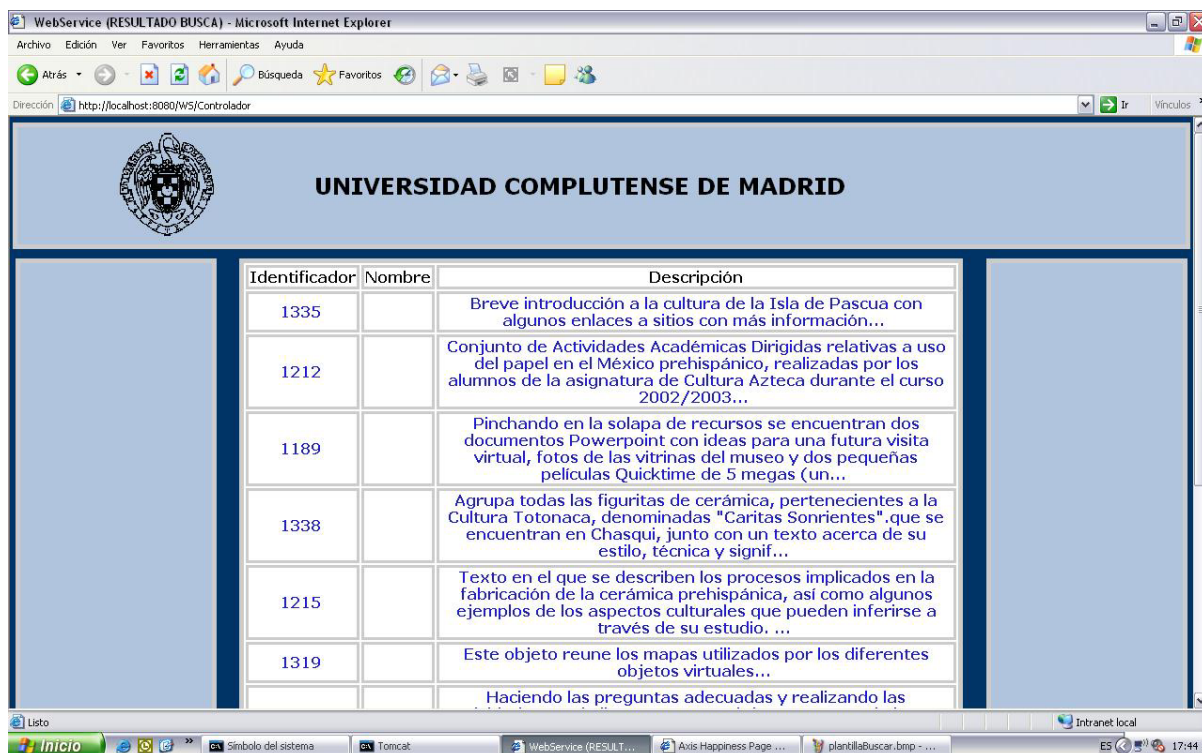 WebService (RESULTADO BUSCA) - Microsoft Internet Explorer
Archivo Edición Ver Favoritos Herramientas Ayuda
Atrás Búsqueda Favoritos
Dirección http://localhost:8080/WS/Controlador Ir Vínculos
UNIVERSIDAD COMPLUTENSE DE MADRID
Identificador Nombre Descripción
1335
Breve introducción a la cultura de la Isla de Pascua con
algunos enlaces a sitios con más información...
1212
Conjunto de Actividades Académicas Dirigidas relativas a uso
del papel en el México prehispánico, realizadas por los
alumnos de la asignatura de Cultura Azteca durante el curso
2002/2003...
1189
Pinchando en la solapa de recursos se encuentran dos
documentos Powerpoint con ideas para una futura visita
virtual, fotos de las vitrinas del museo y dos pequeñas
películas Quicktime de 5 megas (un...
1338
Agrupa todas las figuritas de cerámica, pertenecientes a la
Cultura Totonaca, denominadas "Caritas Sonrientes".que se
encuentran en Chasqui, junto con un texto acerca de su
estilo, técnica y signif...
1215
Texto en el que se describen los procesos implicados en la
fabricación de la cerámica prehispánica, así como algunos
ejemplos de los aspectos culturales que pueden inferirse a
través de su estudio. ...
1319
Este objeto reune los mapas utilizados por los diferentes
objetos virtuales...
Haciendo las preguntas adecuadas y realizando las
Listo Intranet local
Inicio Símbolo del sistema Tomcat WebService (RESULT... Axis Happiness Page ... plantillaBuscar.bmp - ... ES 17:44